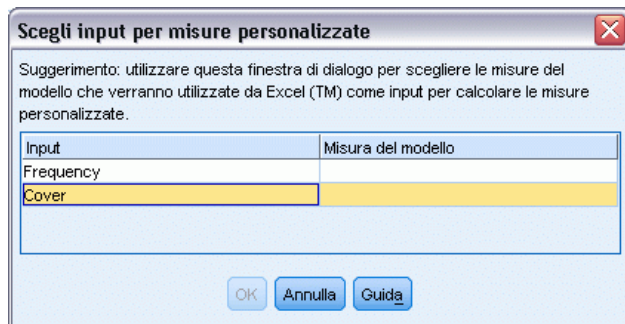 Scegli input per misure personalizzate
Suggerimento: utilizzare questa finestra di dialogo per scegliere le misure del
modello che verranno utilizzate da Excel (TM) come input per calcolare le misure
personalizzate.
Input Misura del modello
Frequency
Cover
OK Annulla Guida